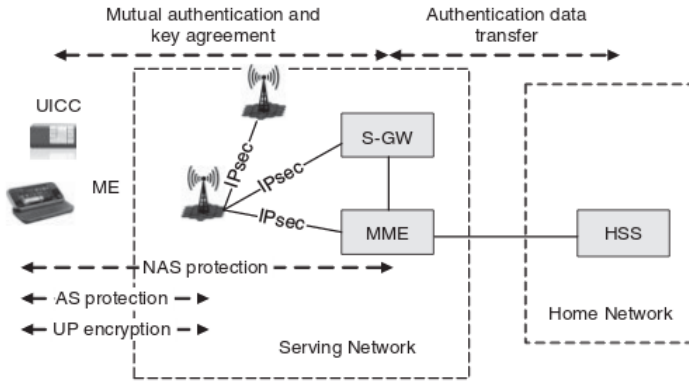 Mutual authentication and
key agreement
Authentication data
transfer
UICC
ME
IPsec
IPsec
IPsec
S-GW
MME
HSS
NAS protection
AS protection
UP encryption
Serving Network
Home Network